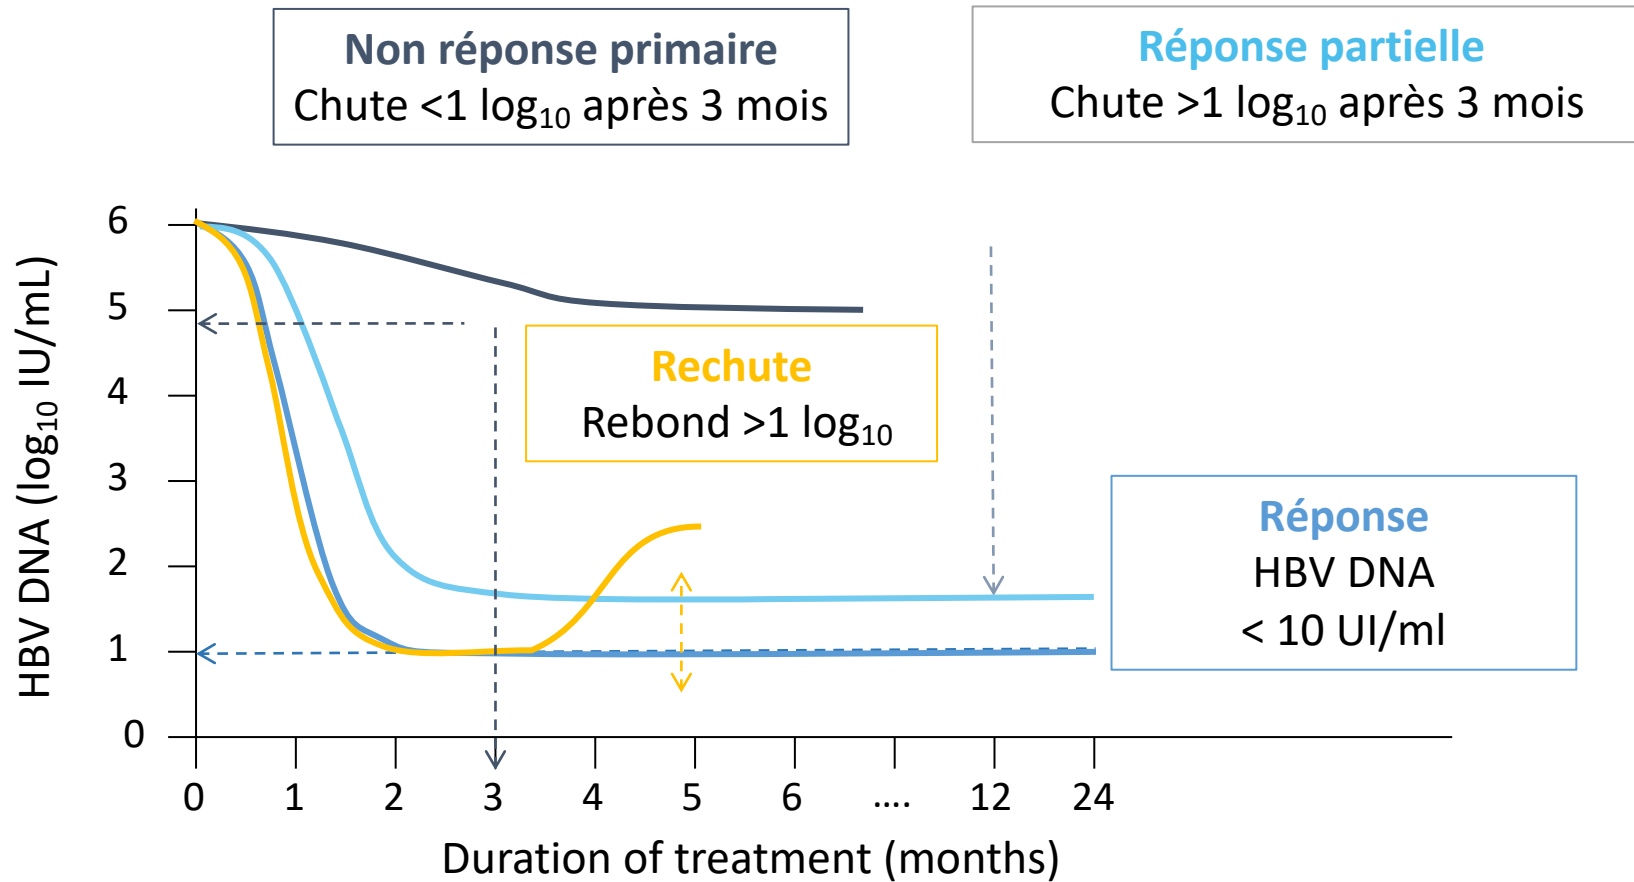 Non réponse primaire
Chute <1 log₁₀ après 3 mois
Réponse partielle
Chute >1 log₁₀ après 3 mois
HBV DNA (log₁₀ IU/mL)
6
5
4
3
2
1
0
Rechute
Rebond >1 log₁₀
Réponse
HBV DNA
< 10 UI/ml
0 1 2 3 4 5 6 .... 12 24
Duration of treatment (months)